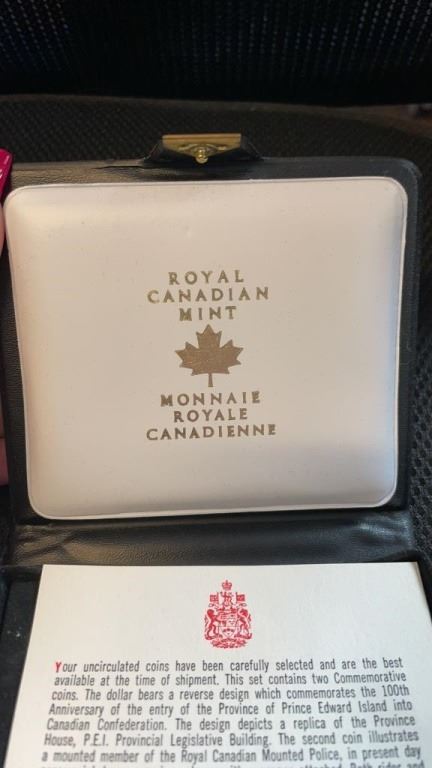 ROYAL
CANADIAN
MINT
MONNAIE
ROYALE
CANADIENNE
Your uncirculated coins have been carefully selected and are the best
available at the time of shipment. This set contains two Commemorative
coins. The dollar bears a reverse design which commemorates the 100th
Anniversary of the entry of the Province of Prince Edward Island into
Canadian Confederation. The design depicts a replica of the Province
House, P.E.I. Provincial Legislative Building. The second coin illustrates
a mounted member of the Royal Canadian Mounted Police, in present day
attached. Both rider and